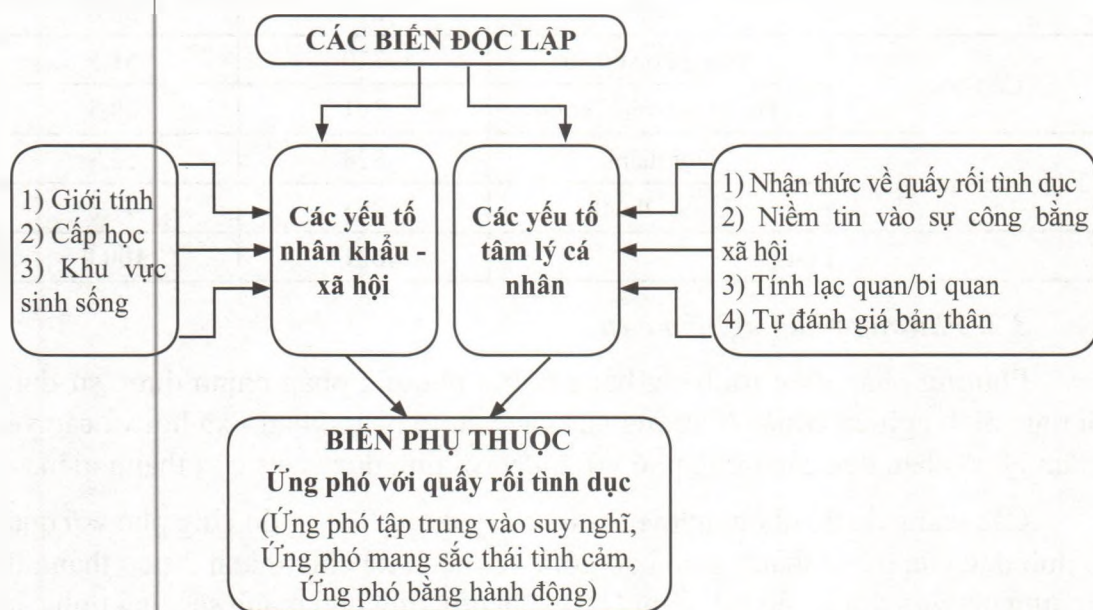 CÁC BIẾN ĐỘC LẬP
1) Giới tính
2) Cấp học
3) Khu vực
sinh sống
Các yếu tố
nhân khẩu -
xã hội
Các yếu tố
tâm lý cá
nhân
1) Nhận thức về quấy rối tình dục
2) Niềm tin vào sự công bằng
xã hội
3) Tính lạc quan/bi quan
4) Tự đánh giá bản thân
BIẾN PHỤ THUỘC
Ứng phó với quấy rối tình dục
(Ứng phó tập trung vào suy nghĩ,
Ứng phó mang sắc thái tình cảm,
Ứng phó bằng hành động)